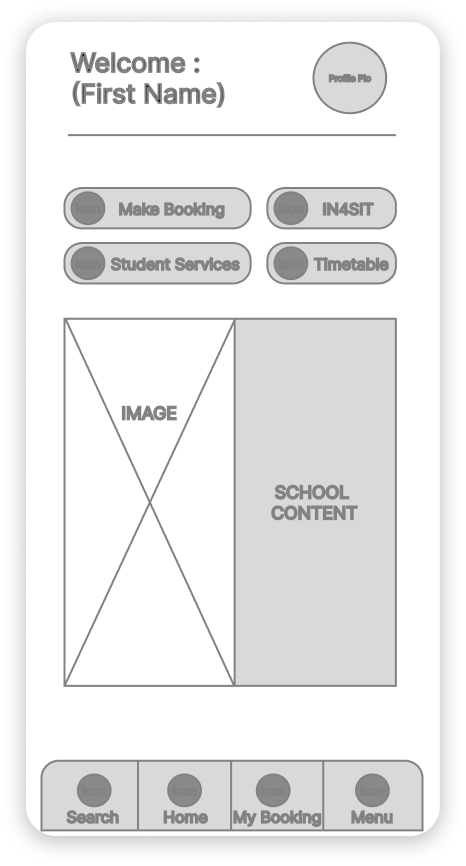 Welcome :
(First Name)
Profile Pic
Icon Make Booking
Icon IN4SIT
Icon Student Services
Icon Timetable
IMAGE
SCHOOL
CONTENT
Icon
Icon
Icon
Icon
Search
Home
My Booking
Menu